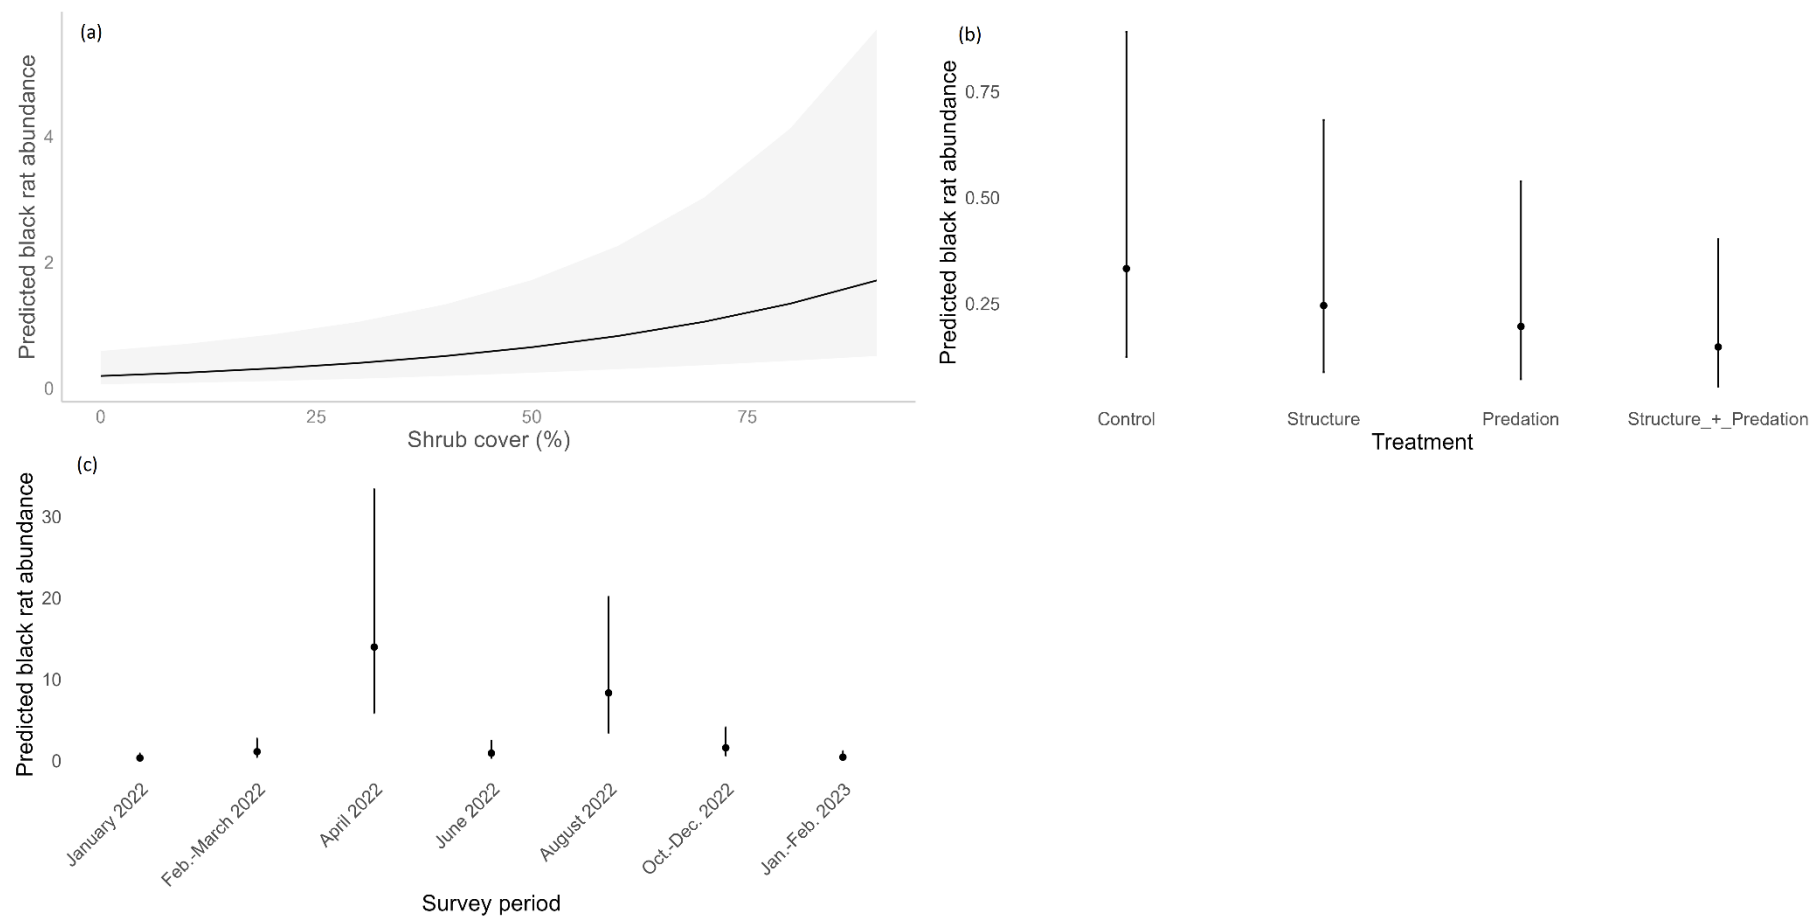 (a)
Predicted black rat abundance
4
2
0
0
25
50
75
Shrub cover (%)
(b)
Predicted black rat abundance
0.75
0.50
0.25
Control
Structure
Predation
Structure_+_Predation
Treatment
(c)
Predicted black rat abundance
30
20
10
0
January 2022
Feb.-March 2022
April 2022
June 2022
August 2022
Oct.-Dec. 2022
Jan.-Feb. 2023
Survey period